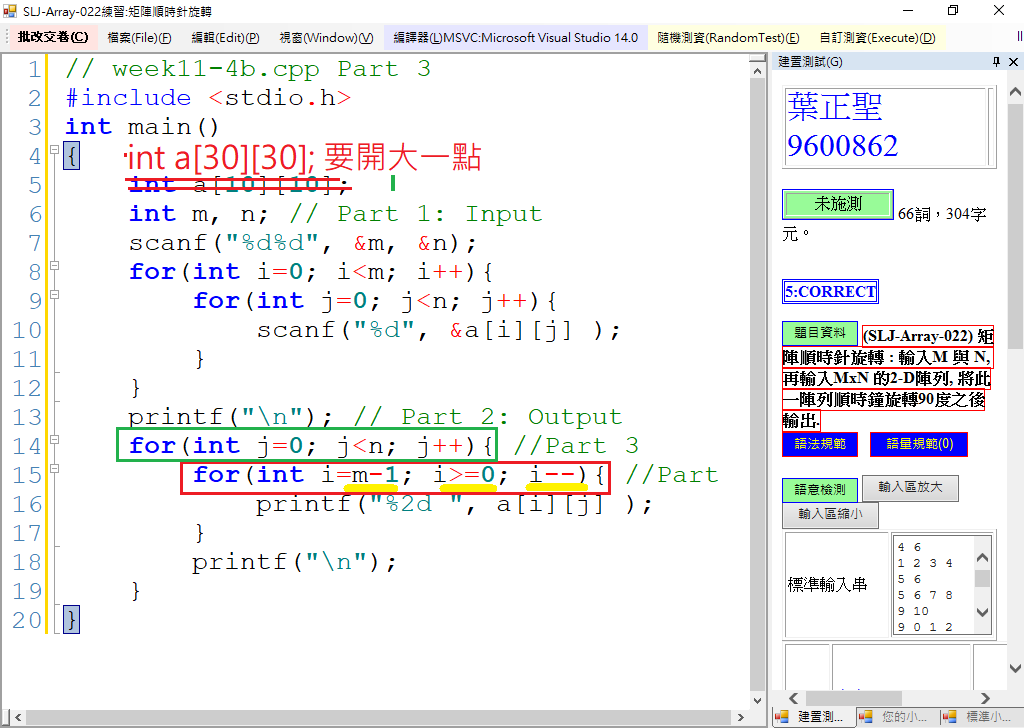 SLJ-Array-022練習:矩陣順時針旋轉
批改交卷(C) 檔案(File)(F) 編輯(Edit)(P) 視窗(Window)(V) 編譯器(L)MSVC:Microsoft Visual Studio 14.0 隨機測資(RandomTest)(E) 自訂測資(Execute)(D)
1 // week11-4b.cpp Part 3
2 #include <stdio.h>
3 int main()
4 {
int a[30][30]; 要開大一點
5 int a[10][10];
6 int m, n; // Part 1: Input
7 scanf("%d%d", &m, &n);
8 for(int i=0; i<m; i++){
9 for(int j=0; j<n; j++){
10 scanf("%d", &a[i][j] );
11 }
12 }
13 printf("\n"); // Part 2: Output
14 for(int j=0; j<n; j++){ //Part 3
15 for(int i=m-1; i>=0; i--){ //Part
16 printf("%2d ", a[i][j] );
17 }
18 printf("\n");
19 }
20 }
建置測試(G)
葉正聖
9600862
未施測 66詞，304字
元。
5:CORRECT
題目資料 (SLJ-Array-022) 矩
陣順時針旋轉 : 輸入M 與 N,
再輸入MxN 的2-D陣列, 將此
一陣列順時鐘旋轉90度之後
輸出.
語法規範 語量規範(0)
語意檢測 輸入區放大
輸入區縮小
標準輸入串
4 6
1 2 3 4
5 6
5 6 7 8
9 10
9 0 1 2
建置測... 您的小... 標準小...